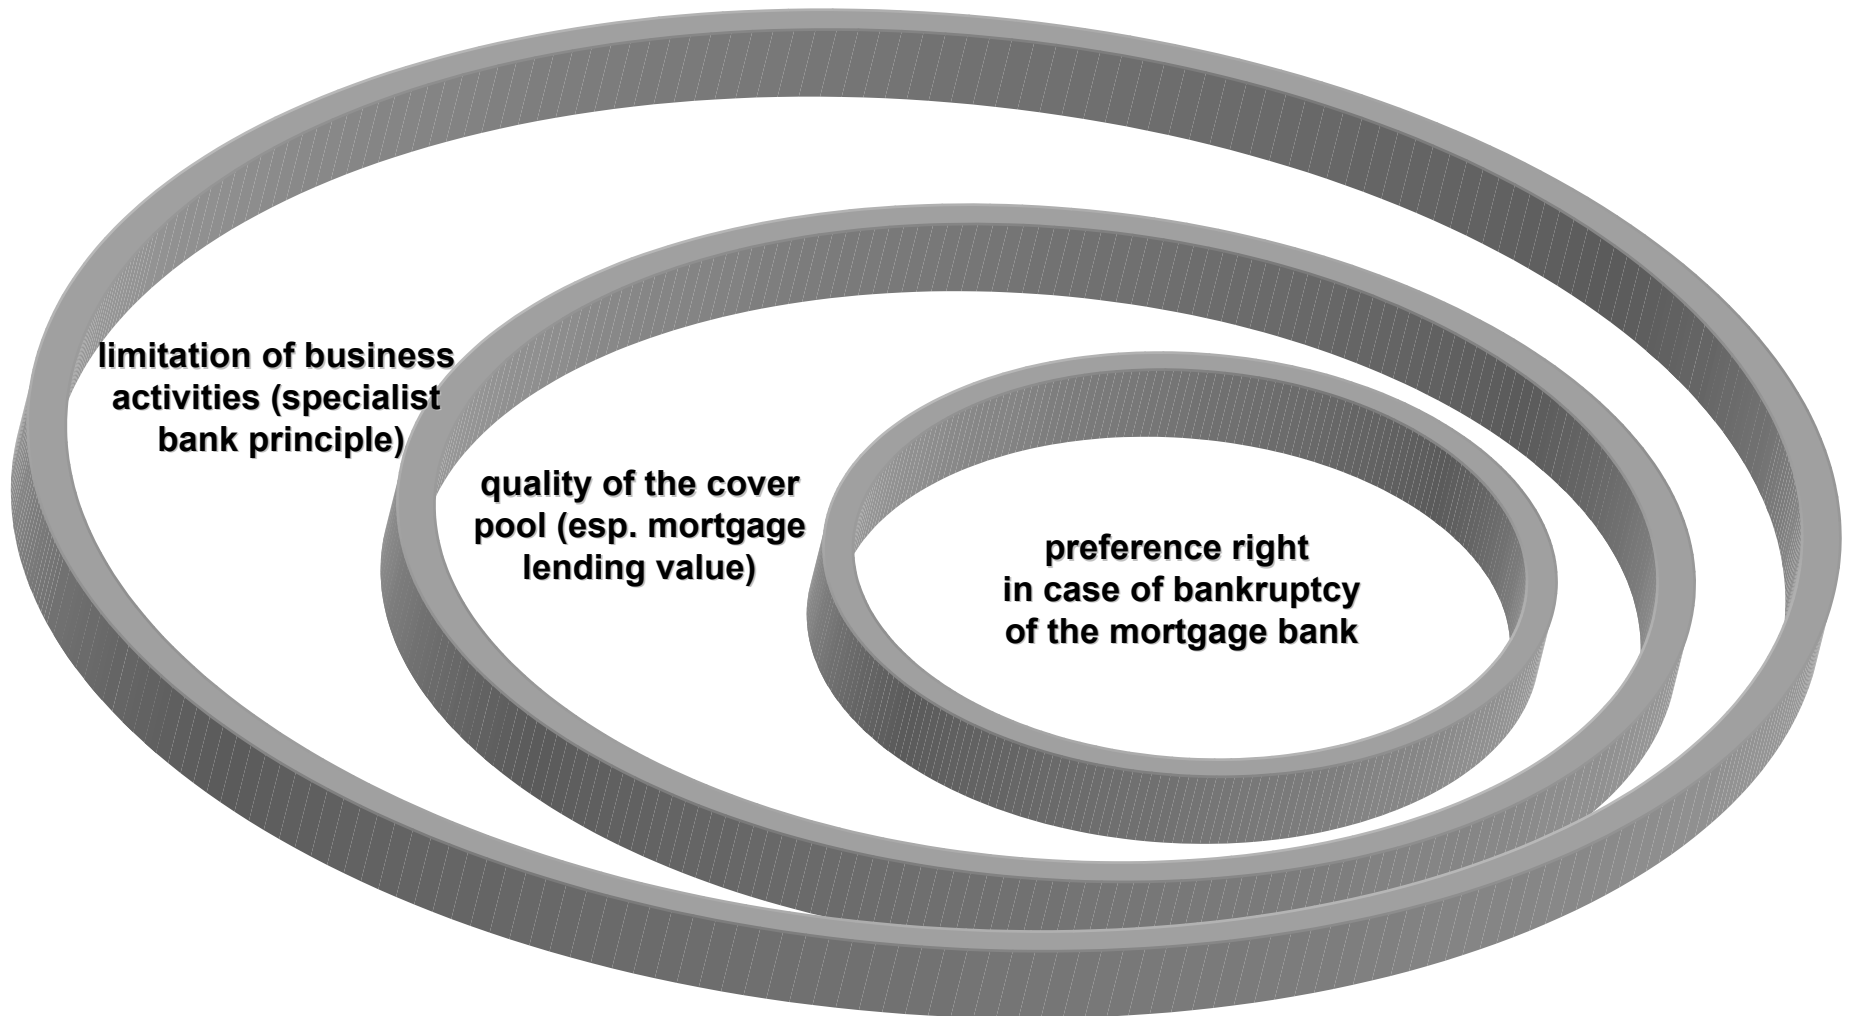 limitation of business
activities (specialist
bank principle)
quality of the cover
pool (esp. mortgage
lending value)
preference right
in case of bankruptcy
of the mortgage bank